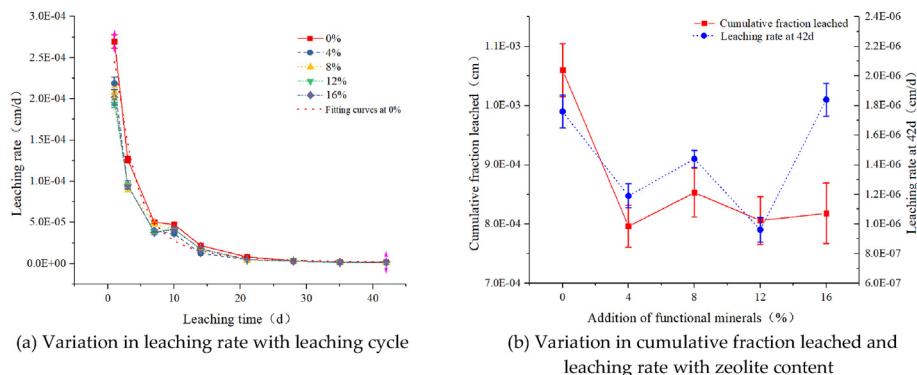 3.0E-04
2.5E-04
2.0E-04
1.5E-04
1.0E-04
5.0E-05
0.0E+00
Leaching rate（cm/d）
0%
4%
8%
12%
16%
Fitting curves at 0%
0 10 20 30 40
Leaching time（d）
(a) Variation in leaching rate with leaching cycle
1.1E-03
1.0E-03
9.0E-04
8.0E-04
7.0E-04
Cumulative fraction leached（cm）
Cumulative fraction leached
Leaching rate at 42d
2.4E-06
2.2E-06
2.0E-06
1.8E-06
1.6E-06
1.4E-06
1.2E-06
1.0E-06
8.0E-07
6.0E-07
Leaching rate at 42d（cm/d）
0 4 8 12 16
Addition of functional minerals（%）
(b) Variation in cumulative fraction leached and
leaching rate with zeolite content